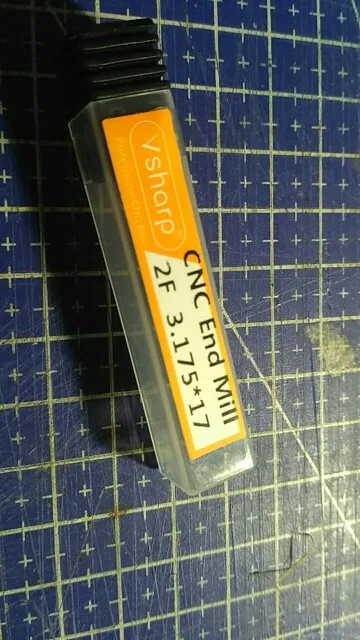 Vsharp
CNC End Mill
2F 3.175*17